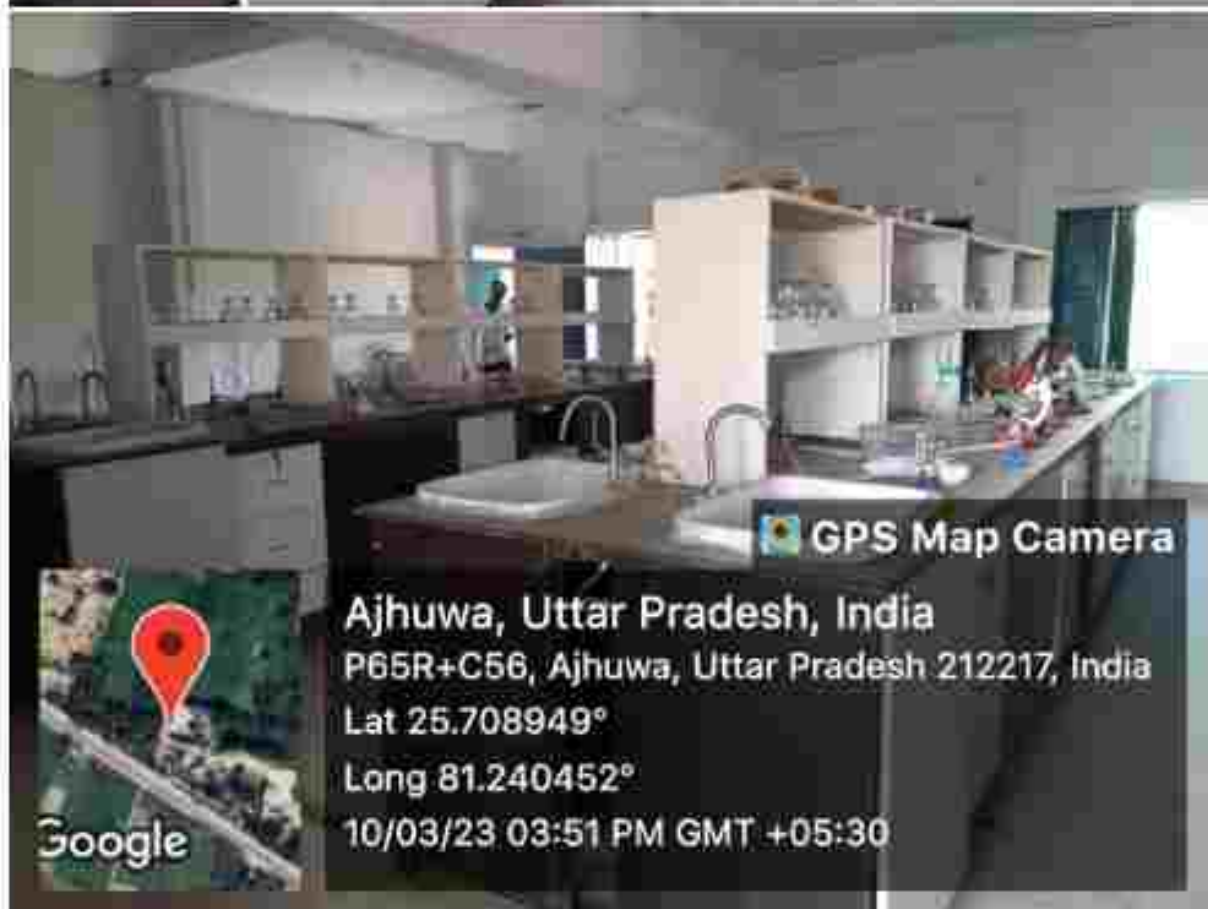 GPS Map Camera
Ajhuwa, Uttar Pradesh, India
P65R+C56, Ajhuwa, Uttar Pradesh 212217, India
Lat 25.708949°
Long 81.240452°
10/03/23 03:51 PM GMT +05:30
Google